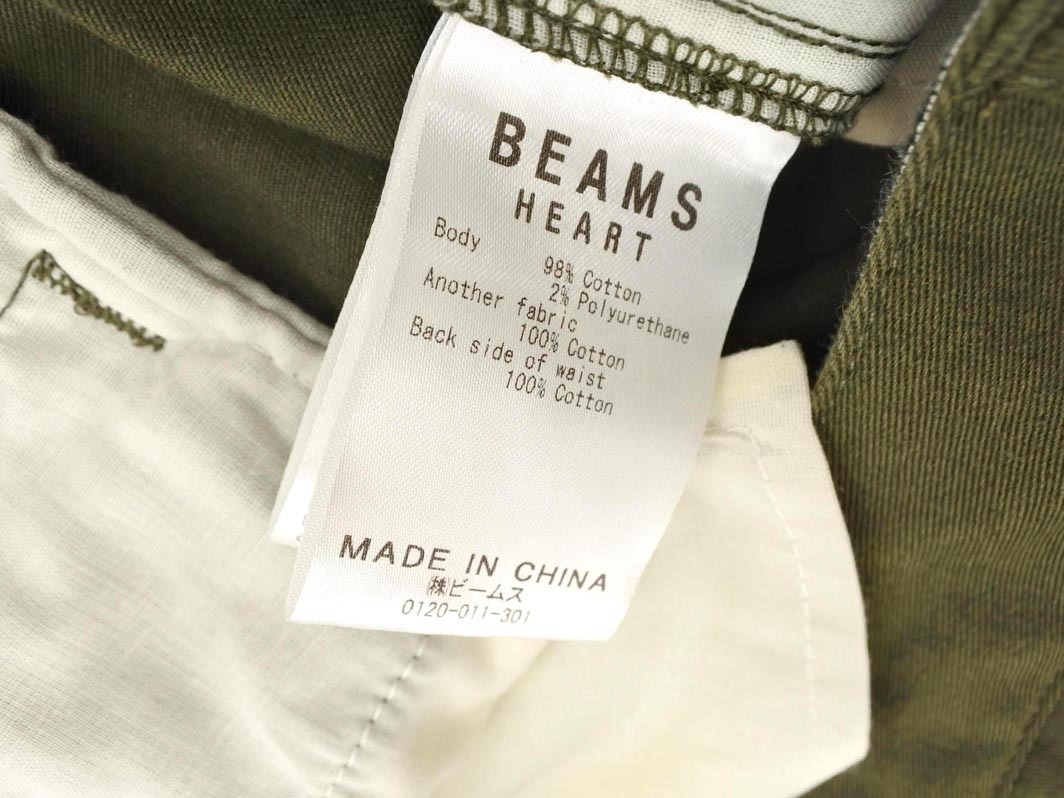 BEAMS
HEART
Body
98% Cotton
2% Polyurethane
Another fabric
100% Cotton
Back side of waist
100% Cotton
MADE IN CHINA
㈱ビームス
0120-011-301